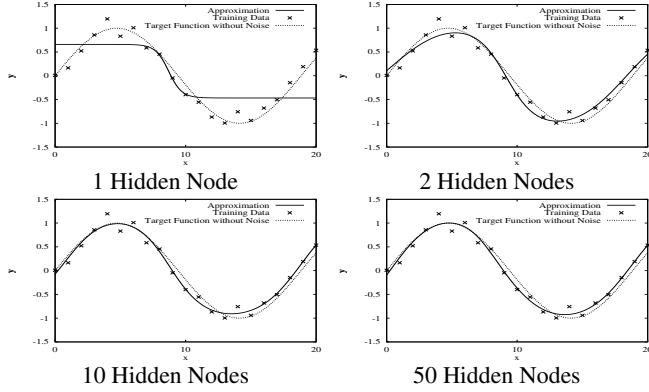 Approximation
Training Data
Target Function without Noise
1.5
1
0.5
0
-0.5
-1
-1.5
y
0
10
20
x
1 Hidden Node
Approximation
Training Data
Target Function without Noise
1.5
1
0.5
0
-0.5
-1
-1.5
y
0
10
20
x
2 Hidden Nodes
Approximation
Training Data
Target Function without Noise
1.5
1
0.5
0
-0.5
-1
-1.5
y
0
10
20
x
10 Hidden Nodes
Approximation
Training Data
Target Function without Noise
1.5
1
0.5
0
-0.5
-1
-1.5
y
0
10
20
x
50 Hidden Nodes